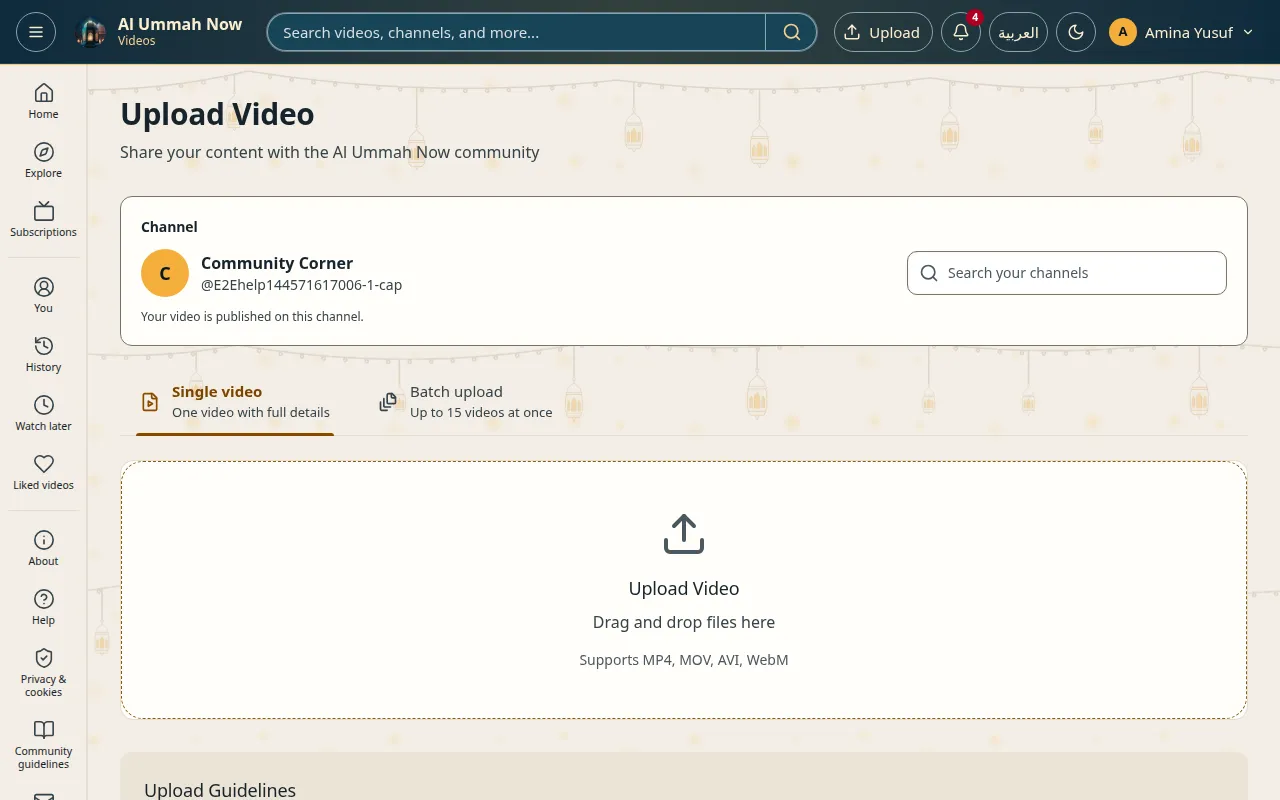 Al Ummah Now
Videos
Search videos, channels, and more...
Upload
4
العربية
A
Amina Yusuf
Home
Explore
Subscriptions
You
History
Watch later
Liked videos
About
Help
Privacy &
cookies
Community
guidelines
Upload Video
Share your content with the Al Ummah Now community
Channel
C
Community Corner
@E2Ehelp144571617006-1-cap
Search your channels
Your video is published on this channel.
Single video
One video with full details
Batch upload
Up to 15 videos at once
Upload Video
Drag and drop files here
Supports MP4, MOV, AVI, WebM
Upload Guidelines